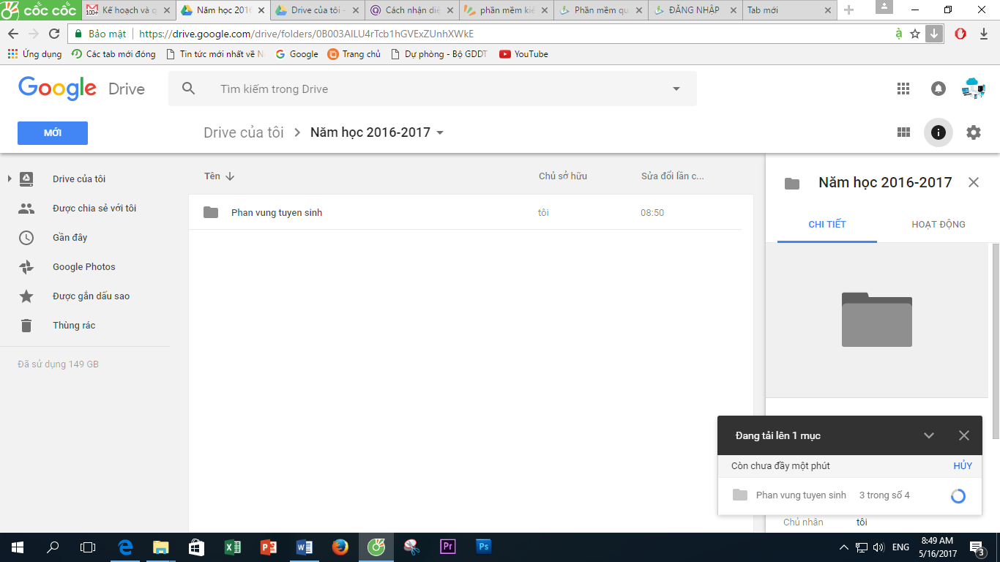 cốc cốc
100+ Kế hoạch và q
Năm học 2016
Drive của tôi -
Cách nhận diệ
phần mềm kiể
Phần mềm qu
ĐĂNG NHẬP
Tab mới
Bảo mật https://drive.google.com/drive/folders/0B003AlLU4rTcb1hGVExZUnhXWkE
Ứng dụng
Các tab mới đóng
Tin tức mới nhất về N
Google
Trang chủ
Dự phòng - Bộ GDDT
YouTube
Google Drive
Tìm kiếm trong Drive
MỚI
Drive của tôi
Năm học 2016-2017
Drive của tôi
Được chia sẻ với tôi
Gần đây
Google Photos
Được gắn dấu sao
Thùng rác
Đã sử dụng 149 GB
Tên
Chủ sở hữu
Sửa đổi lần c...
Phan vung tuyen sinh
tôi
08:50
Năm học 2016-2017
CHI TIẾT
HOẠT ĐỘNG
Đang tải lên 1 mục
Còn chưa đầy một phút
HỦY
Phan vung tuyen sinh
3 trong số 4
Chủ nhân
tôi
Pr
Ps
ENG
8:49 AM
5/16/2017
3